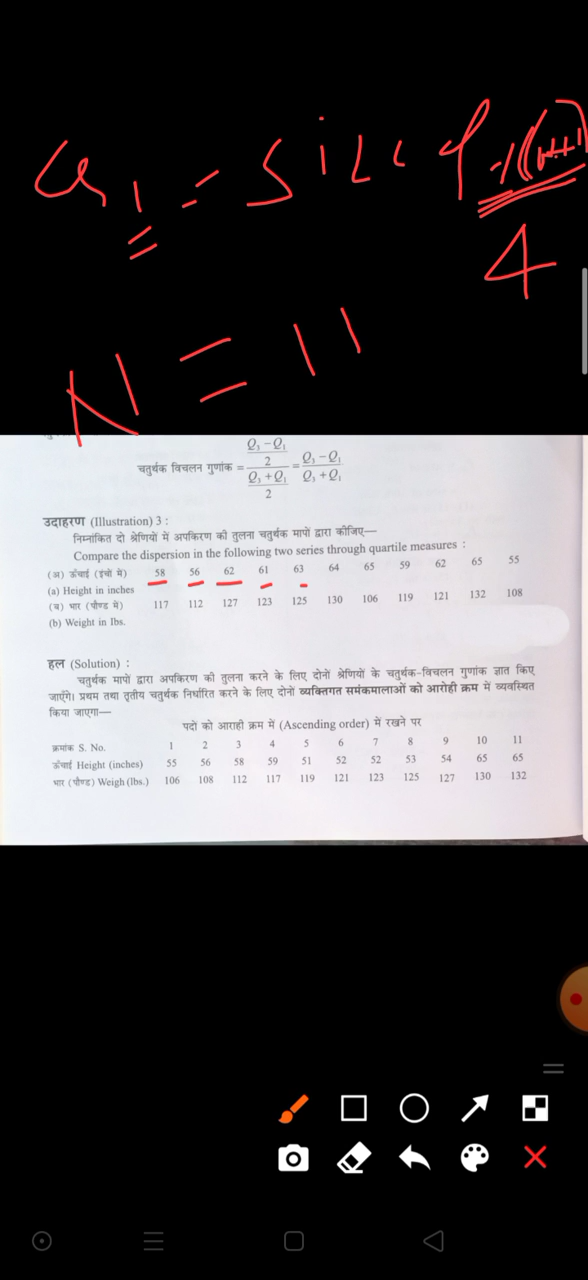 Q₁ = size of
4
N = 11
चतुर्थक विचलन गुणांक = (Q₃ – Q₁)/2 / (Q₃ + Q₁)/2 = (Q₃ – Q₁)/(Q₃ + Q₁)
उदाहरण (Illustration) 3 :
निम्नांकित दो श्रेणियों में अपकिरण की तुलना चतुर्थक मापों द्वारा कीजिए—
Compare the dispersion in the following two series through quartile measures :
(अ) ऊँचाई (इंचों में) 58 56 62 61 63 64 65 59 62 65 55
(a) Height in inches
(ब) भार (पौण्ड में) 117 112 127 123 125 130 106 119 121 132 108
(b) Weight in lbs.
हल (Solution) :
चतुर्थक मापों द्वारा अपकिरण की तुलना करने के लिए दोनों श्रेणियों के चतुर्थक-विचलन गुणांक ज्ञात किए
जाएँगे। प्रथम तथा तृतीय चतुर्थक निर्धारित करने के लिए दोनों व्यक्तिगत समंकमालाओं को आरोही क्रम में व्यवस्थित
किया जाएगा—
पदों को आराही क्रम में (Ascending order) में रखने पर
क्रमांक S. No. 1 2 3 4 5 6 7 8 9 10 11
ऊँचाई Height (inches) 55 56 58 59 51 52 52 53 54 65 65
भार (पौण्ड) Weigh (lbs.) 106 108 112 117 119 121 123 125 127 130 132